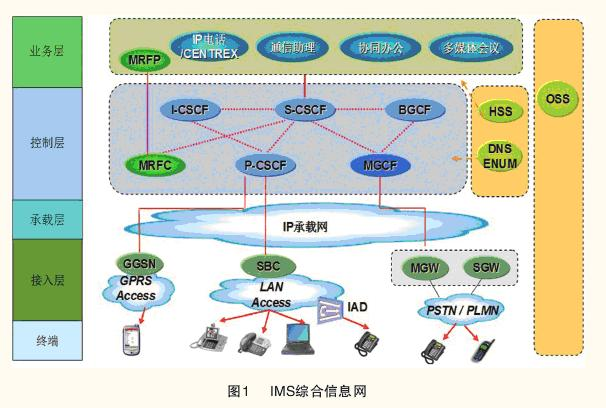 业务层
控制层
承载层
接入层
终端
MRFP
IP电话
/CENTREX
通信助理
协同办公
多媒体会议
I-CSCF
S-CSCF
BGCF
MRFC
P-CSCF
MGCF
HSS
DNS
ENUM
OSS
IP承载网
GGSN
GPRS
Access
SBC
LAN
Access
IAD
MGW
SGW
PSTN / PLMN
图1 IMS综合信息网